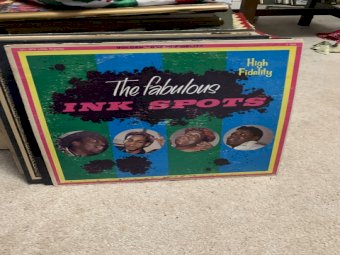 High
Fidelity
The fabulous
INK SPOTS